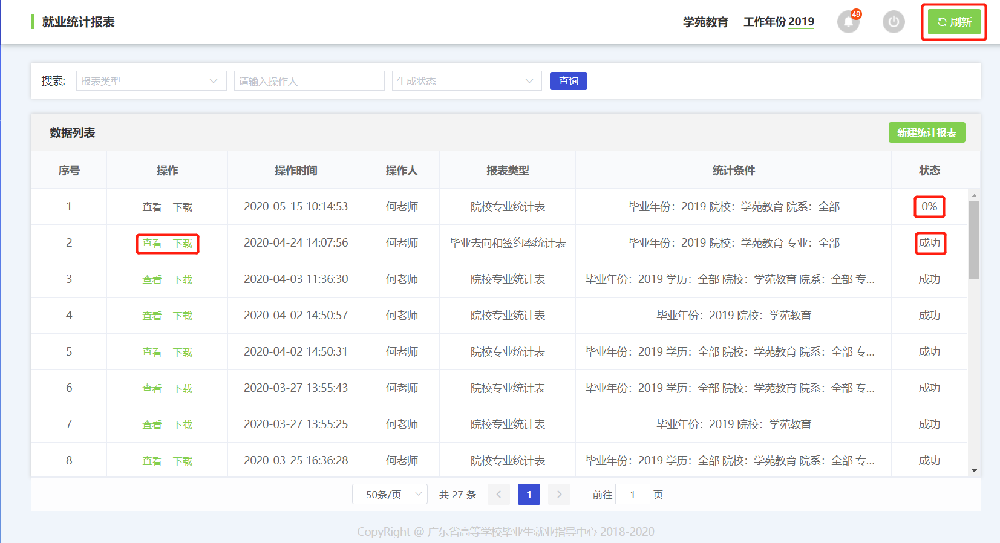 就业统计报表
学苑教育 工作年份 2019 49 刷新
搜索: 报表类型 请输入操作人 生成状态 查询
数据列表 新建统计报表
序号 操作 操作时间 操作人 报表类型 统计条件 状态
1 查看 下载 2020-05-15 10:14:53 何老师 院校专业统计表 毕业年份：2019 院校：学苑教育 院系：全部 0%
2 查看 下载 2020-04-24 14:07:56 何老师 毕业去向和签约率统计表 毕业年份：2019 院校：学苑教育 专业：全部 成功
3 查看 下载 2020-04-03 11:36:30 何老师 院校专业统计表 毕业年份：2019 学历：全部 院校：学苑教育 院系：全部 专... 成功
4 查看 下载 2020-04-02 14:50:57 何老师 院校专业统计表 毕业年份：2019 院校：学苑教育 成功
5 查看 下载 2020-04-02 14:50:31 何老师 院校专业统计表 毕业年份：2019 学历：全部 院校：学苑教育 院系：全部 专... 成功
6 查看 下载 2020-03-27 13:55:43 何老师 院校专业统计表 毕业年份：2019 学历：全部 院校：学苑教育 院系：全部 专... 成功
7 查看 下载 2020-03-27 13:55:25 何老师 院校专业统计表 毕业年份：2019 院校：学苑教育 成功
8 查看 下载 2020-03-25 16:36:28 何老师 院校专业统计表 毕业年份：2019 学历：全部 院校：学苑教育 院系：全部 专... 成功
50条/页 共 27 条 1 前往 1 页
CopyRight @ 广东省高等学校毕业生就业指导中心 2018-2020